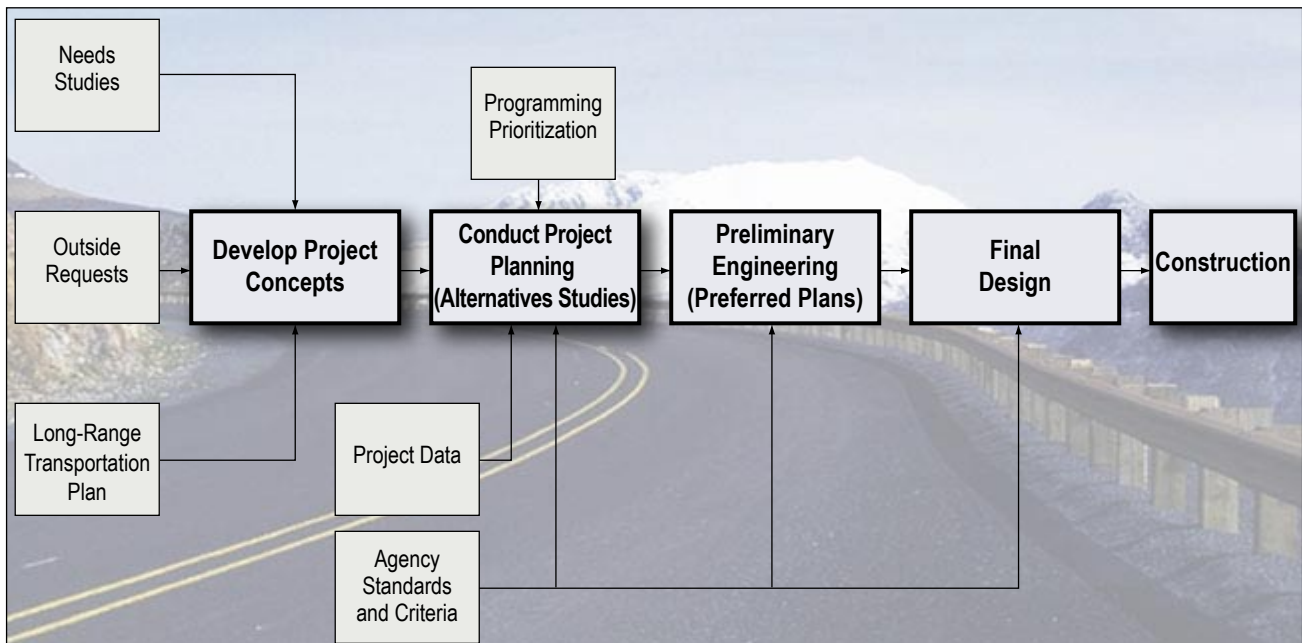 Needs
Studies
Programming
Prioritization
Outside
Requests
Develop Project
Concepts
Conduct Project
Planning
(Alternatives Studies)
Preliminary
Engineering
(Preferred Plans)
Final
Design
Construction
Long-Range
Transportation
Plan
Project Data
Agency
Standards
and Criteria